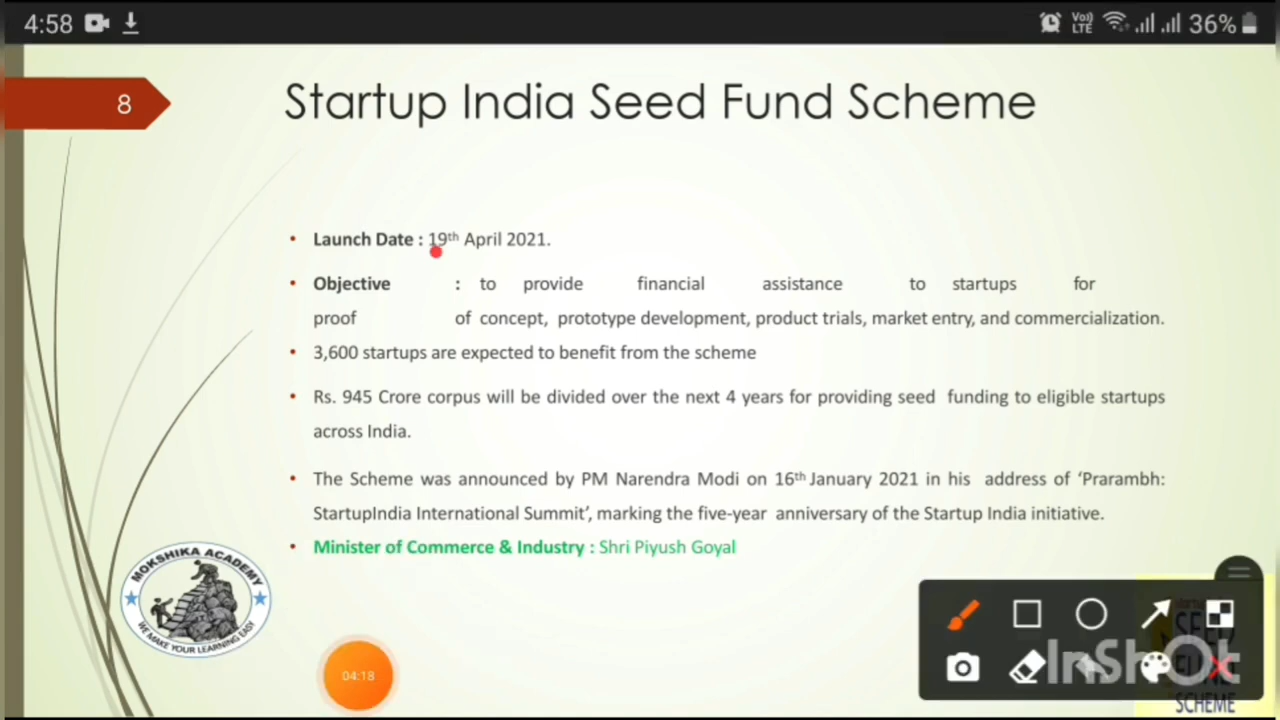 4:58
Vo)) LTE 36%
8
Startup India Seed Fund Scheme
• Launch Date : 19th April 2021.
• Objective : to provide financial assistance to startups for
proof of concept, prototype development, product trials, market entry, and commercialization.
• 3,600 startups are expected to benefit from the scheme
• Rs. 945 Crore corpus will be divided over the next 4 years for providing seed funding to eligible startups
across India.
• The Scheme was announced by PM Narendra Modi on 16th January 2021 in his address of ‘Prarambh:
StartupIndia International Summit’, marking the five-year anniversary of the Startup India initiative.
• Minister of Commerce & Industry : Shri Piyush Goyal
MOKSHIKA ACADEMY
WE MAKE YOUR LEARNING EASY
04:18
InShOt
SEED
FUND
SCHEME